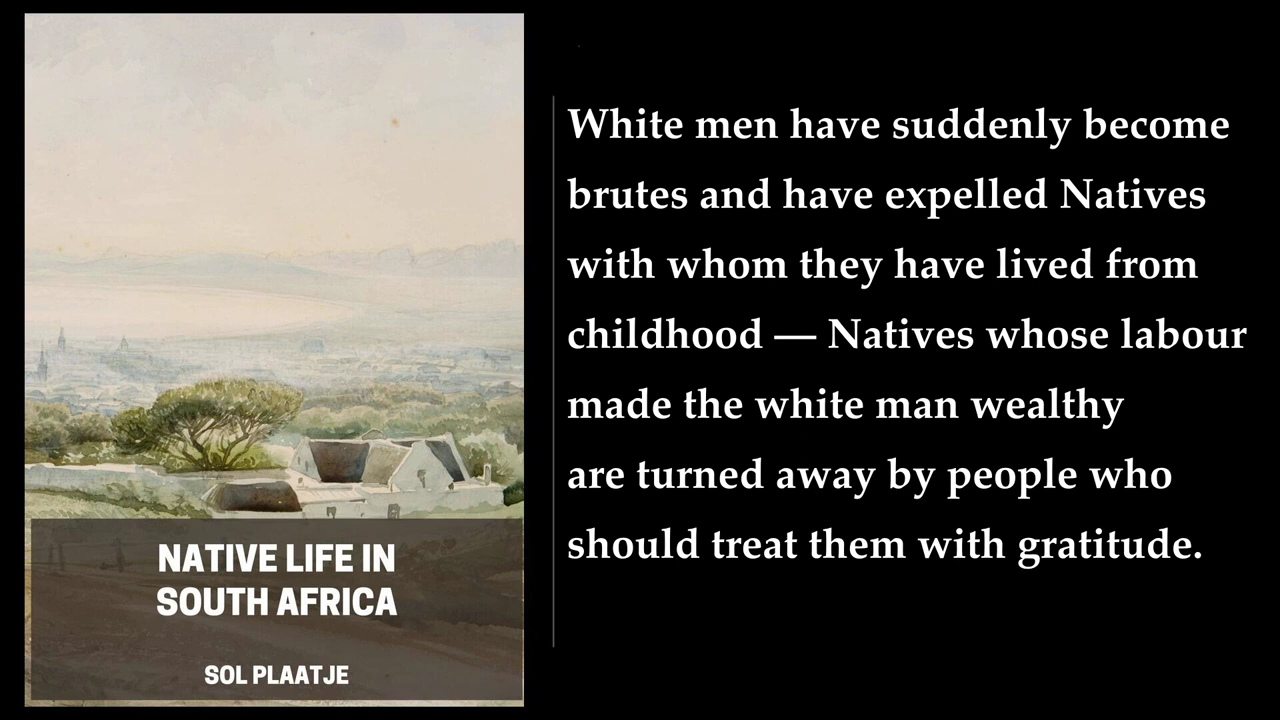 White men have suddenly become
brutes and have expelled Natives
with whom they have lived from
childhood — Natives whose labour
made the white man wealthy
are turned away by people who
should treat them with gratitude.
NATIVE LIFE IN
SOUTH AFRICA
SOL PLAATJE